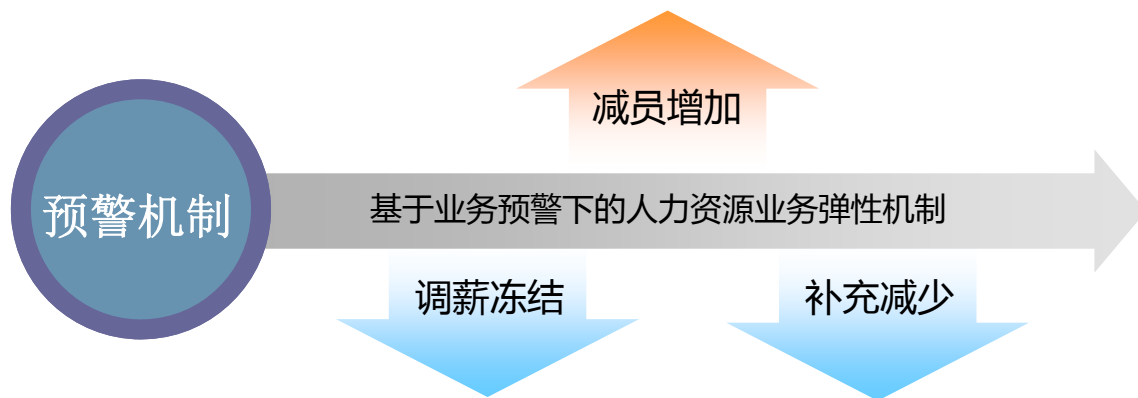 减员增加
预警机制
基于业务预警下的人力资源业务弹性机制
调薪冻结
补充减少